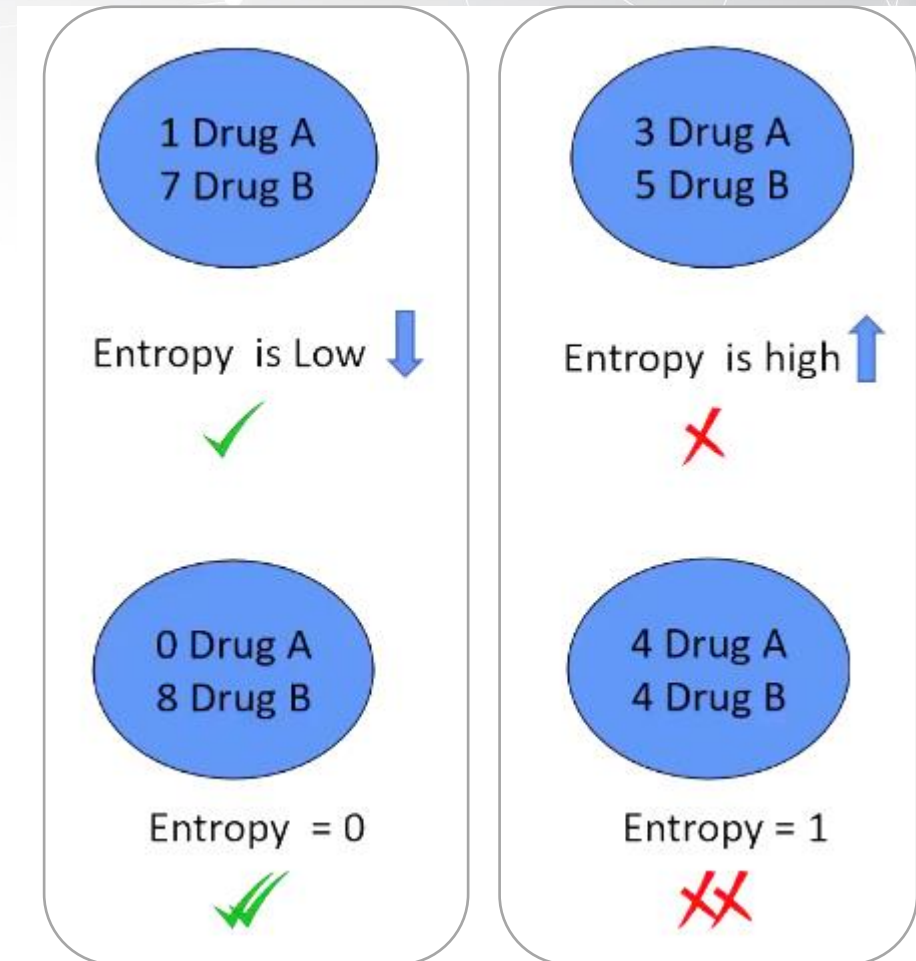 1 Drug A
7 Drug B
Entropy is Low
0 Drug A
8 Drug B
Entropy = 0
3 Drug A
5 Drug B
Entropy is high
4 Drug A
4 Drug B
Entropy = 1